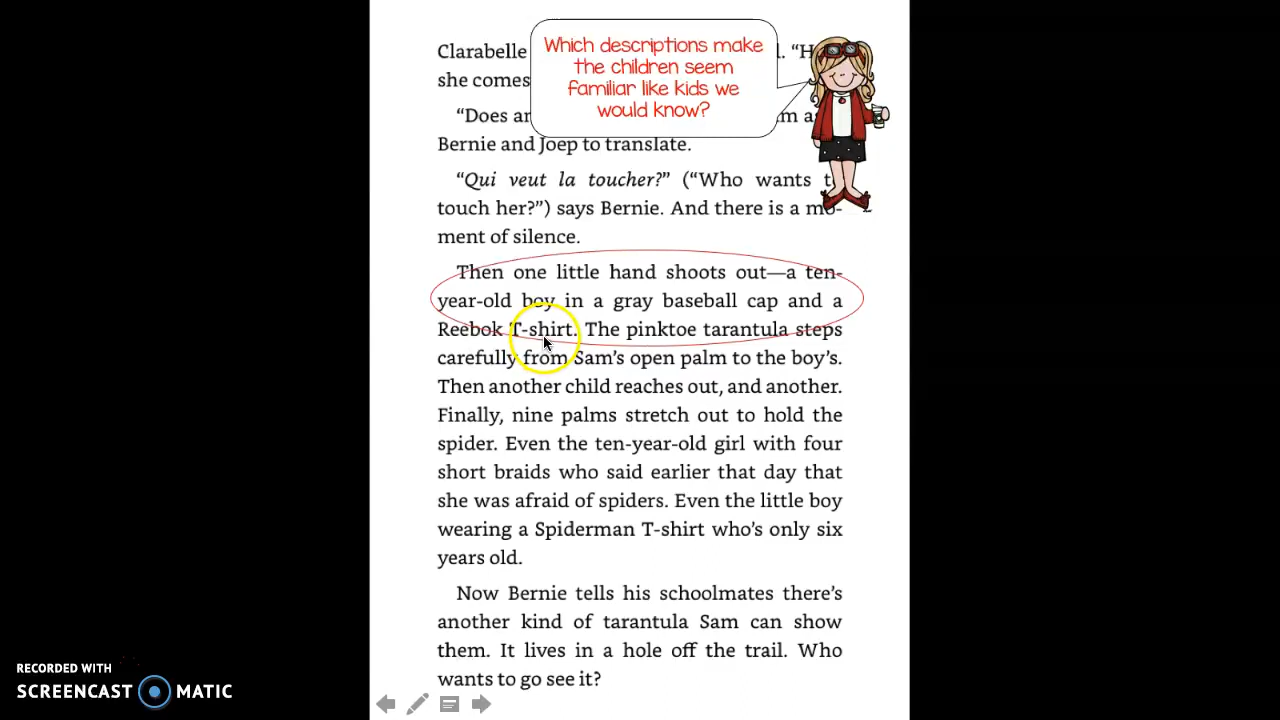 Clarabelle
she comes
Which descriptions make
the children seem
familiar like kids we
would know?
"Does
Bernie and Joep to translate.
"Qui veut la toucher?" ("Who wants
touch her?") says Bernie. And there is a mo-
ment of silence.
Then one little hand shoots out—a ten-
year-old boy in a gray baseball cap and a
Reebok T-shirt. The pinktoe tarantula steps
carefully from Sam's open palm to the boy's.
Then another child reaches out, and another.
Finally, nine palms stretch out to hold the
spider. Even the ten-year-old girl with four
short braids who said earlier that day that
she was afraid of spiders. Even the little boy
wearing a Spiderman T-shirt who's only six
years old.
Now Bernie tells his schoolmates there's
another kind of tarantula Sam can show
them. It lives in a hole off the trail. Who
wants to go see it?
RECORDED WITH
SCREENCAST MATIC